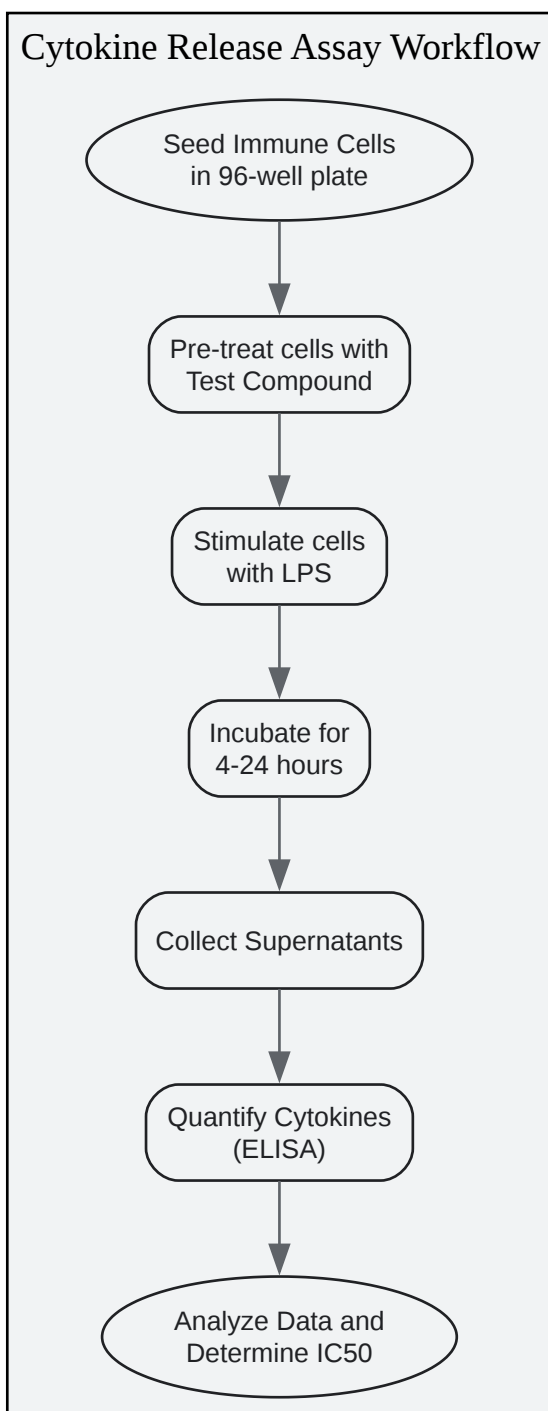 Cytokine Release Assay Workflow
Seed Immune Cells
in 96-well plate
Pre-treat cells with
Test Compound
Stimulate cells
with LPS
Incubate for
4-24 hours
Collect Supernatants
Quantify Cytokines
(ELISA)
Analyze Data and
Determine IC50